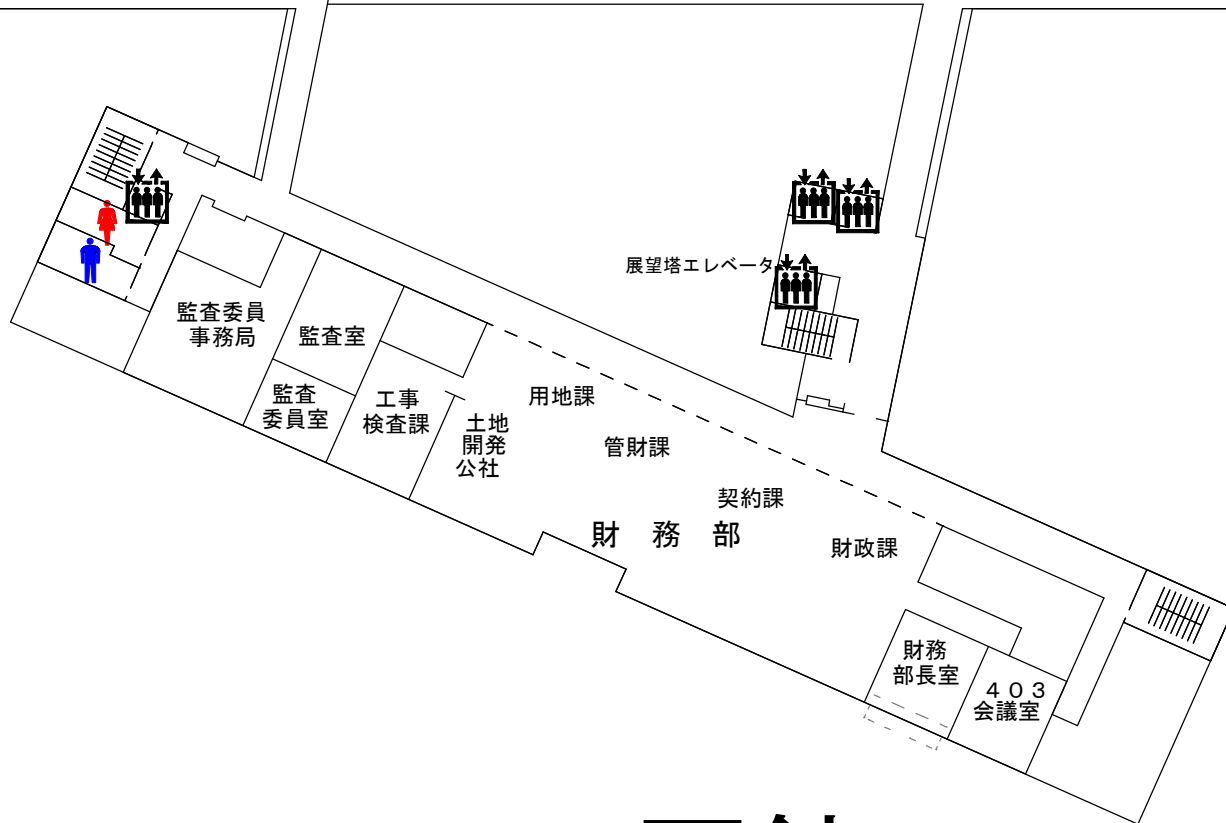 展望塔エレベータ
監査委員
事務局
監査室
監査
委員室
工事
検査課
土地
開発
公社
用地課
管財課
契約課
財　務　部
財政課
財務
部長室
４０３
会議室